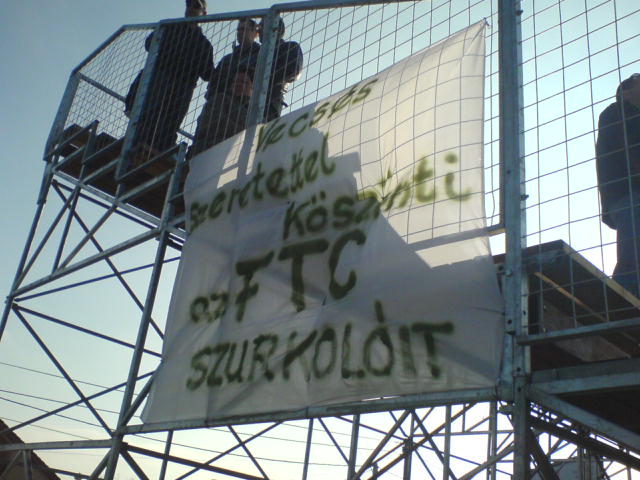 Vecsés
Szeretettel
Köszönti
az FTC
SZURKOLÓIT